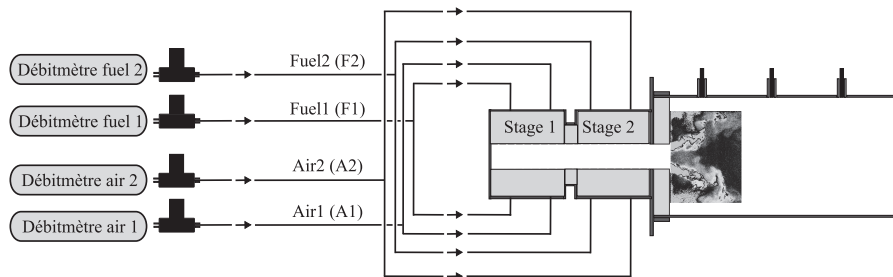 Débitmètre fuel 2
Fuel2 (F2)
Débitmètre fuel 1
Fuel1 (F1)
Stage 1
Stage 2
Débitmètre air 2
Air2 (A2)
Débitmètre air 1
Air1 (A1)